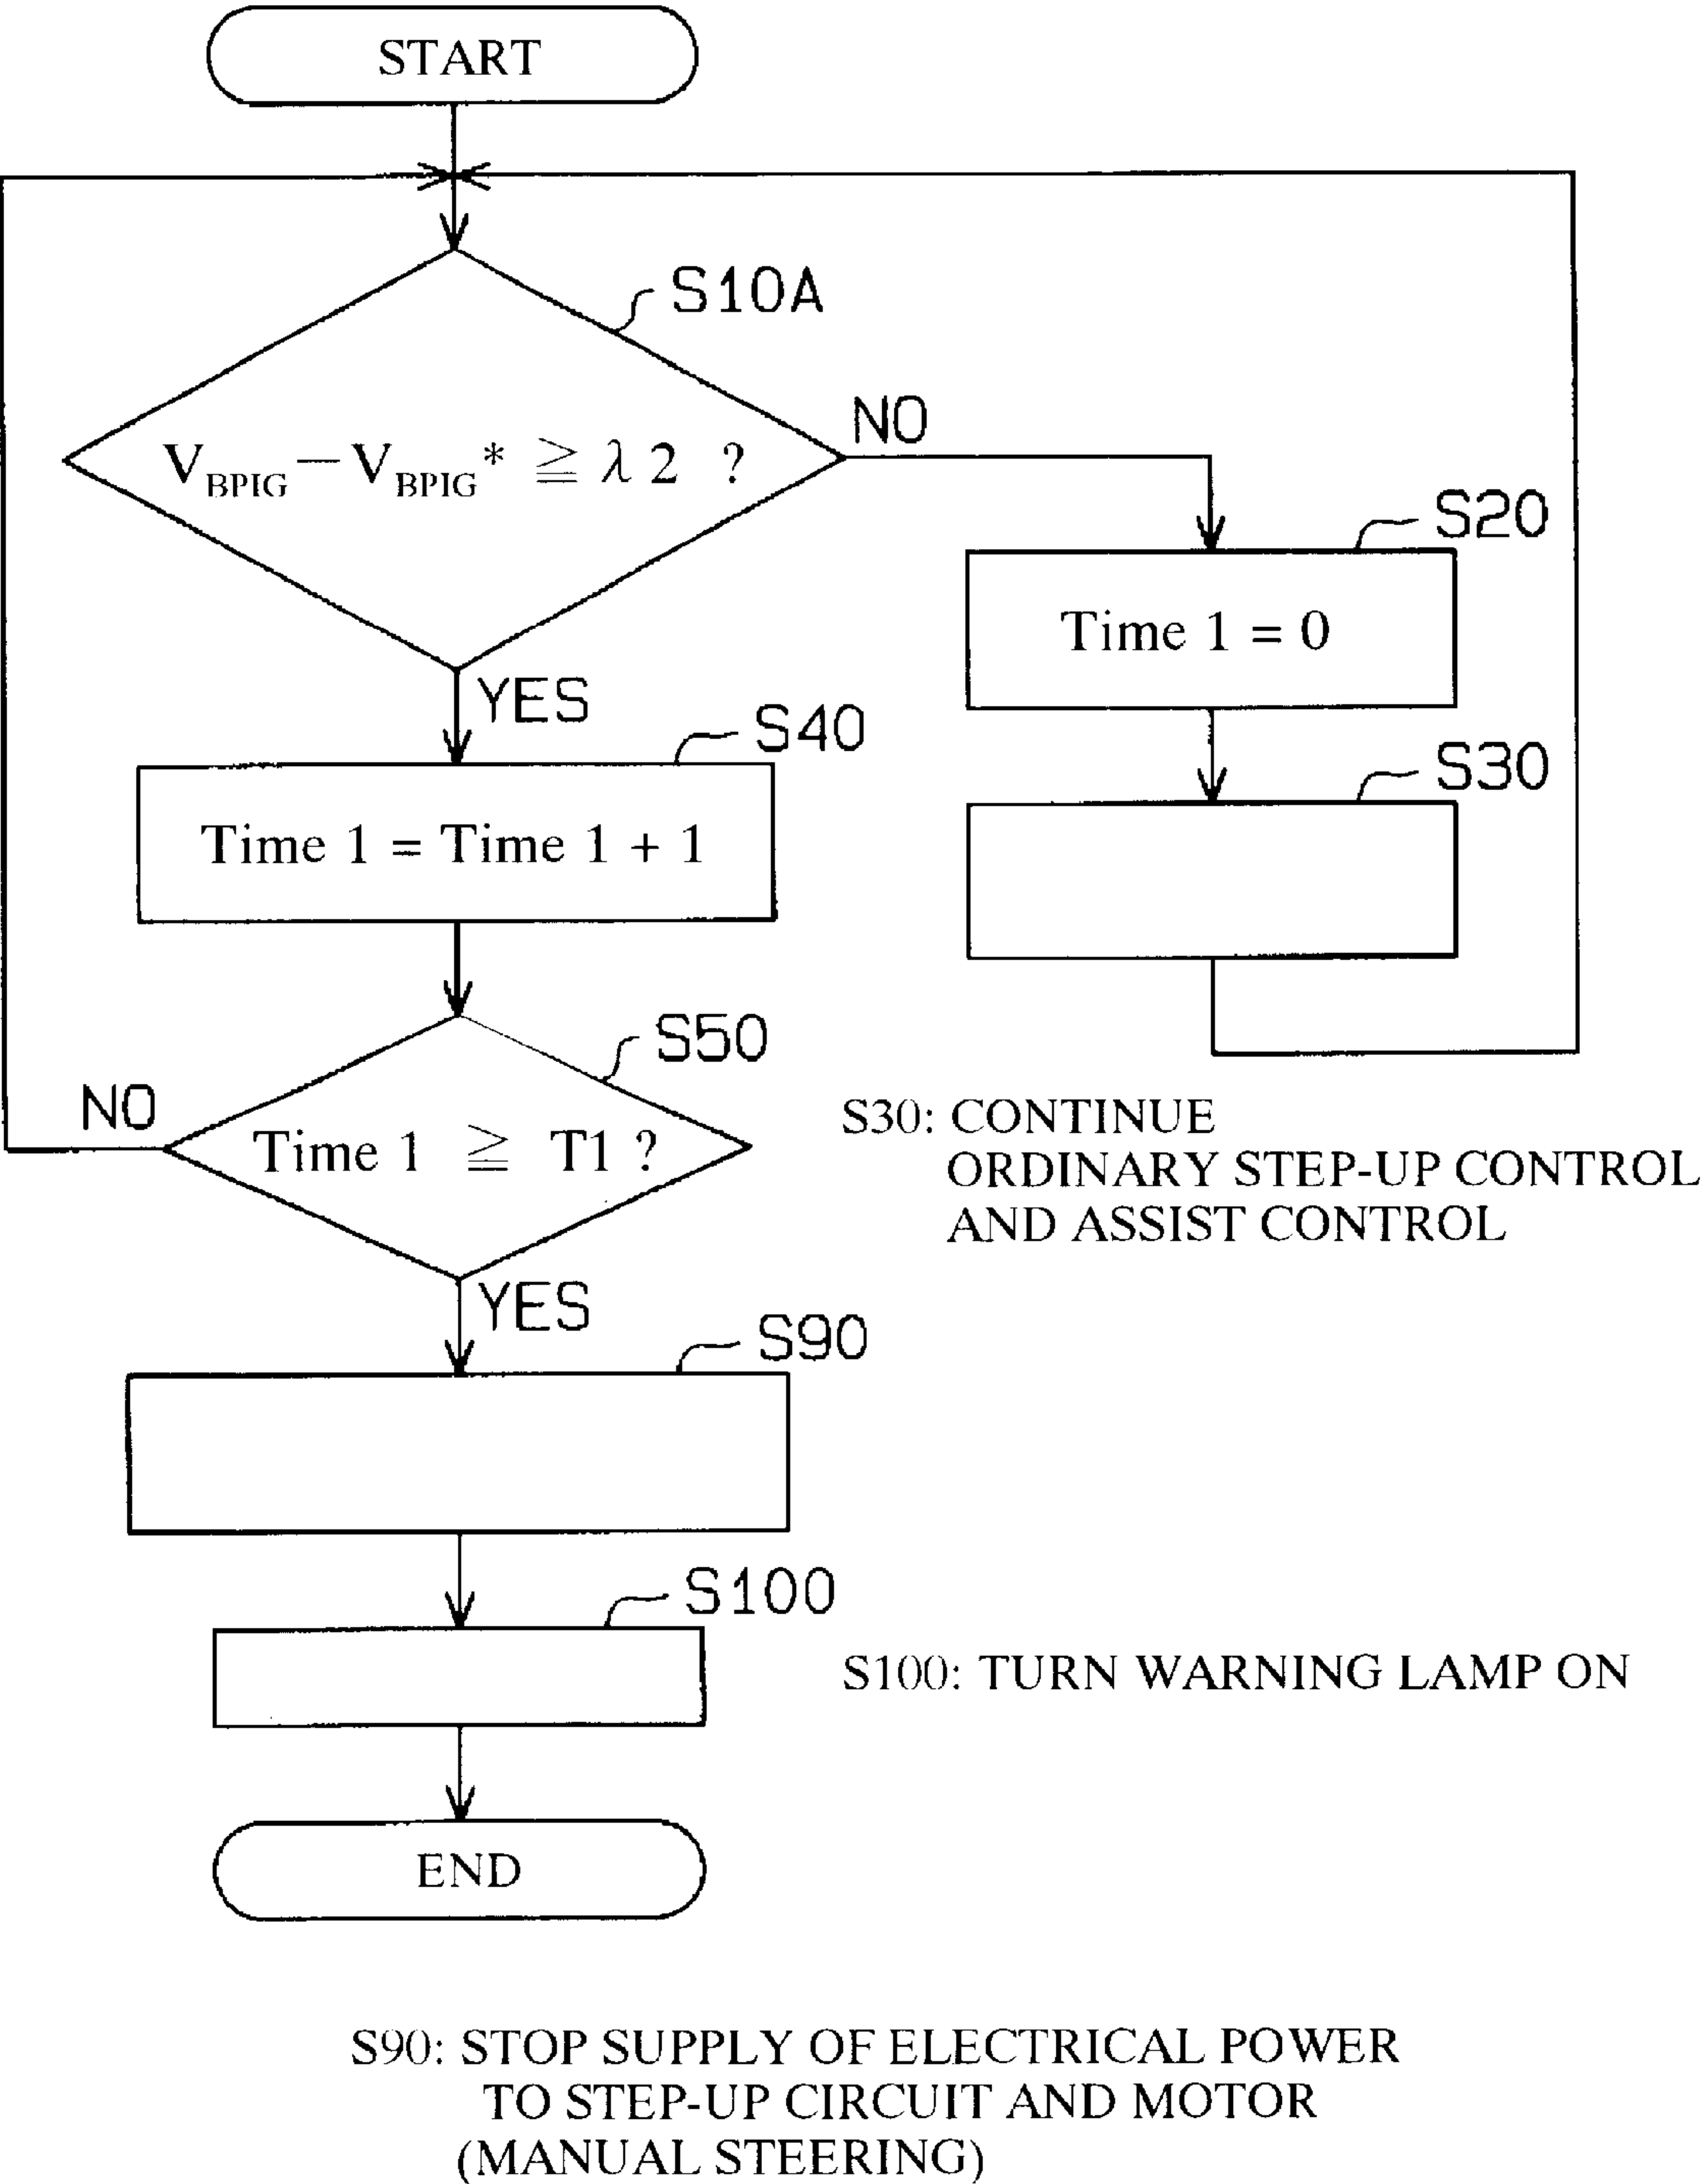 START
S10A
V_BPIG − V_BPIG* ≧ λ 2 ?
NO
S20
Time 1 = 0
YES
S40
Time 1 = Time 1 + 1
S30
S50
NO
Time 1 ≧ T1 ?
S30: CONTINUE
ORDINARY STEP-UP CONTROL
AND ASSIST CONTROL
YES
S90
S100
S100: TURN WARNING LAMP ON
END
S90: STOP SUPPLY OF ELECTRICAL POWER
TO STEP-UP CIRCUIT AND MOTOR
(MANUAL STEERING)